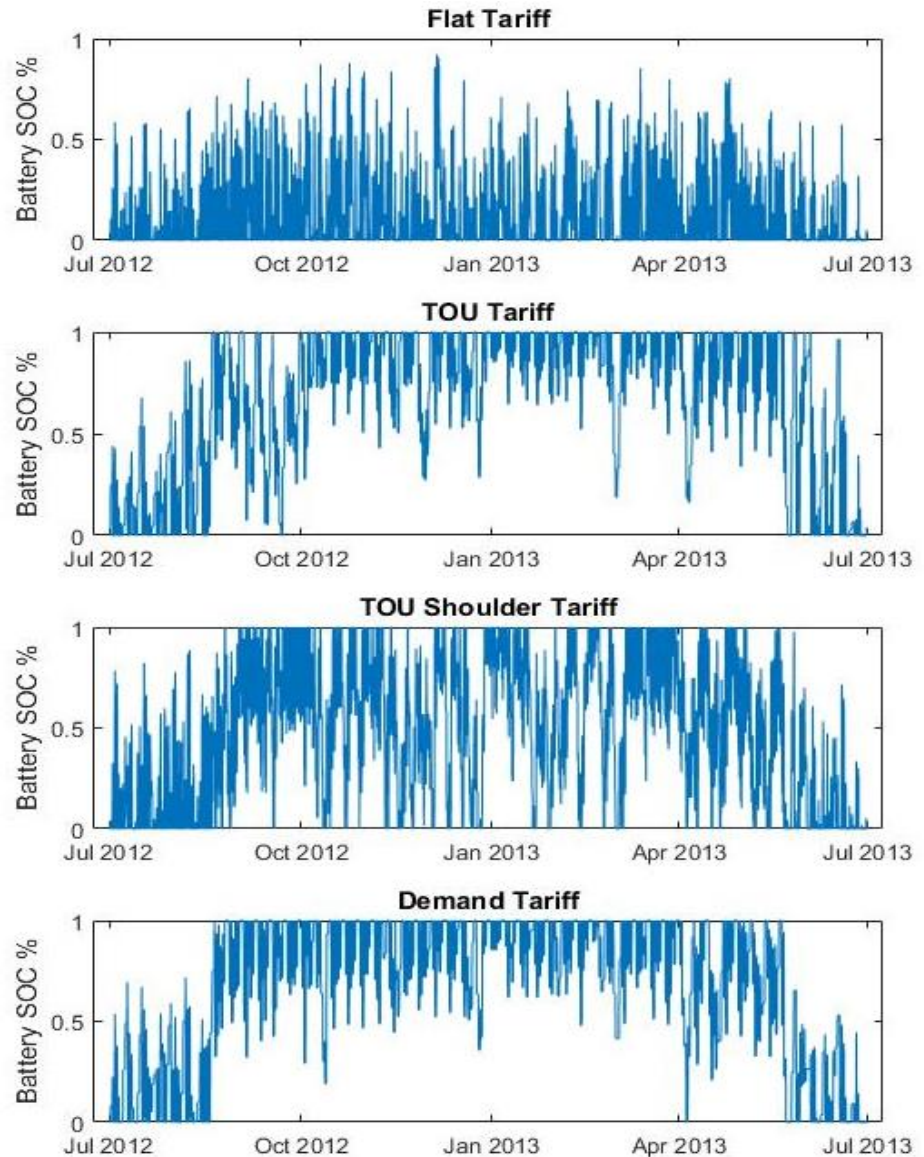 Flat Tariff
Battery SOC %
1
0.5
0
Jul 2012 Oct 2012 Jan 2013 Apr 2013 Jul 2013
TOU Tariff
Battery SOC %
1
0.5
0
Jul 2012 Oct 2012 Jan 2013 Apr 2013 Jul 2013
TOU Shoulder Tariff
Battery SOC %
1
0.5
0
Jul 2012 Oct 2012 Jan 2013 Apr 2013 Jul 2013
Demand Tariff
Battery SOC %
1
0.5
0
Jul 2012 Oct 2012 Jan 2013 Apr 2013 Jul 2013